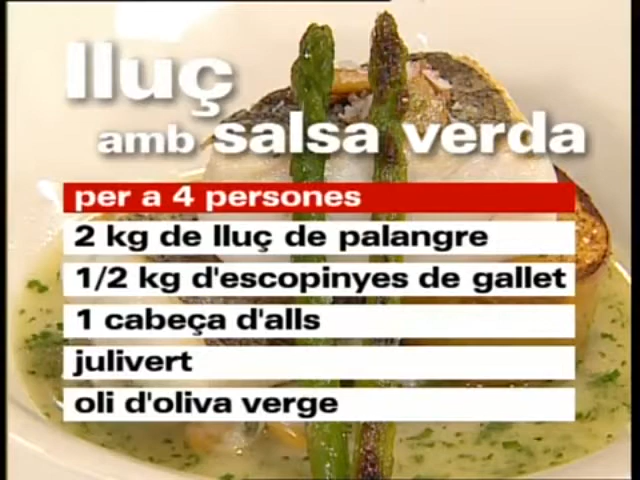 lluç
amb salsa verda
per a 4 persones
2 kg de lluç de palangre
1/2 kg d'escopinyes de gallet
1 cabeça d'alls
julivert
oli d'oliva verge